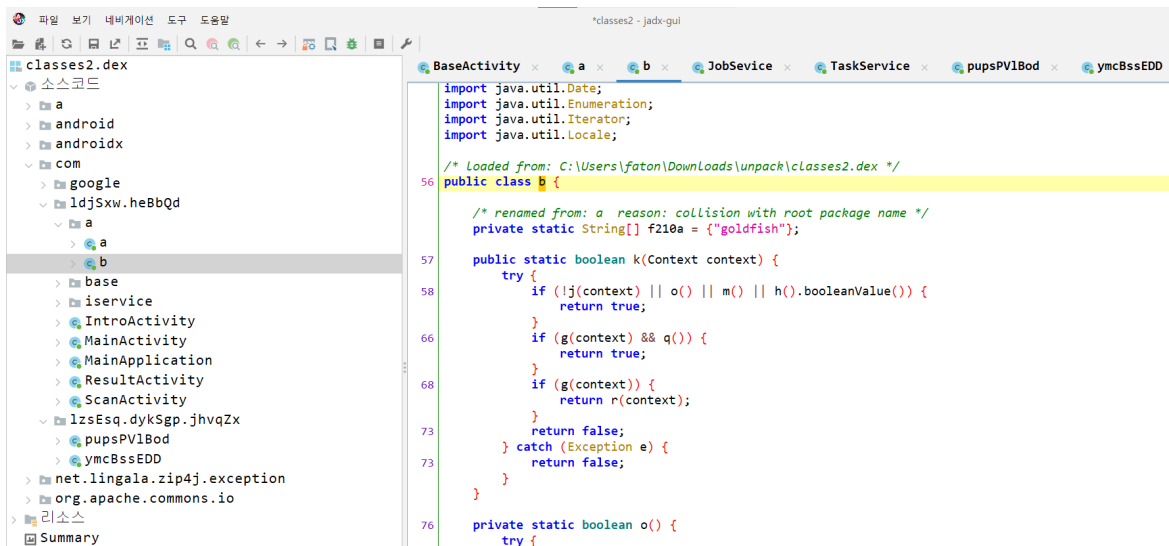 파일 보기 네비게이션 도구 도움말
*classes2 - jadx-gui
classes2.dex
소스코드
a
android
androidx
com
google
ldjSxw.heBbQd
a
a
b
base
iservice
IntroActivity
MainActivity
MainApplication
ResultActivity
ScanActivity
lzsEsq.dykSgp.jhvqZx
pupsPVlBod
ymcBssEDD
net.lingala.zip4j.exception
org.apache.commons.io
리소스
Summary
BaseActivity × a × b × JobSevice × TaskService × pupsPVlBod × ymcBssEDD
import java.util.Date;
import java.util.Enumeration;
import java.util.Iterator;
import java.util.Locale;
/* loaded from: C:\Users\faton\Downloads\unpack\classes2.dex */
56 public class b {
/* renamed from: a reason: collision with root package name */
private static String[] f210a = {"goldfish"};
57 public static boolean k(Context context) {
try {
58 if (!j(context) || o() || m() || h().booleanValue()) {
return true;
}
66 if (g(context) && q()) {
return true;
}
68 if (g(context)) {
return r(context);
}
73 return false;
} catch (Exception e) {
73 return false;
}
}
76 private static boolean o() {
try {